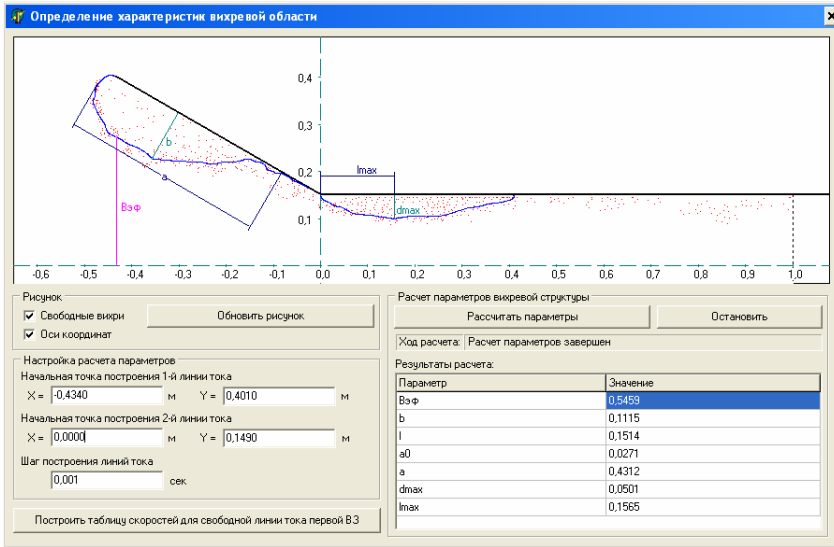 Определение характеристик вихревой области
0,4
0,3
0,2
0,1
b
a
Вэф
lmax
dmax
-0,6 -0,5 -0,4 -0,3 -0,2 -0,1 0,0 0,1 0,2 0,3 0,4 0,5 0,6 0,7 0,8 0,9 1,0
Рисунок
Свободные вихри
Обновить рисунок
Оси координат
Настройка расчета параметров
Начальная точка построения 1-й линии тока
X = -0,4340 м Y = 0,4010 м
Начальная точка построения 2-й линии тока
X = 0,0000 м Y = 0,1490 м
Шаг построения линий тока
0,001 сек
Построить таблицу скоростей для свободной линии тока первой ВЗ
Расчет параметров вихревой структуры
Рассчитать параметры Остановить
Ход расчета: Расчет параметров завершен
Результаты расчета:
Параметр Значение
Вэф 0,5459
b 0,1115
l 0,1514
a0 0,0271
a 0,4312
dmax 0,0501
lmax 0,1565